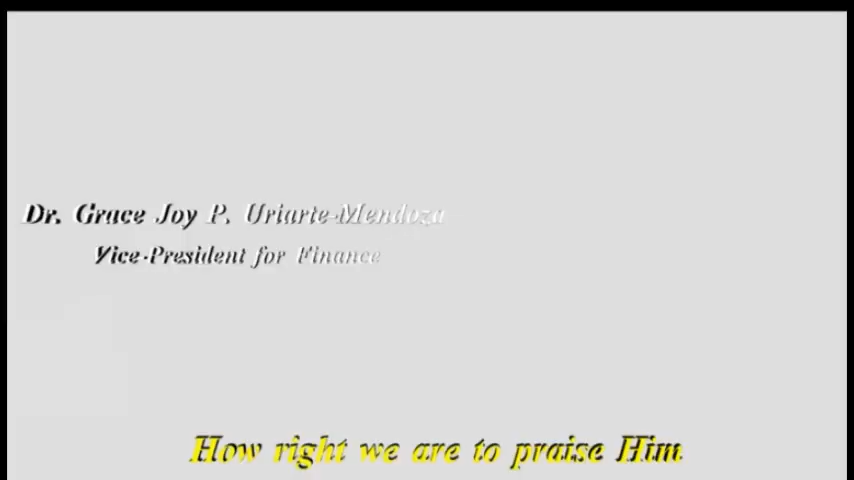 Dr. Grace Joy P. Uriarte-Mendoza
Vice-President for Finance
How right we are to praise Him